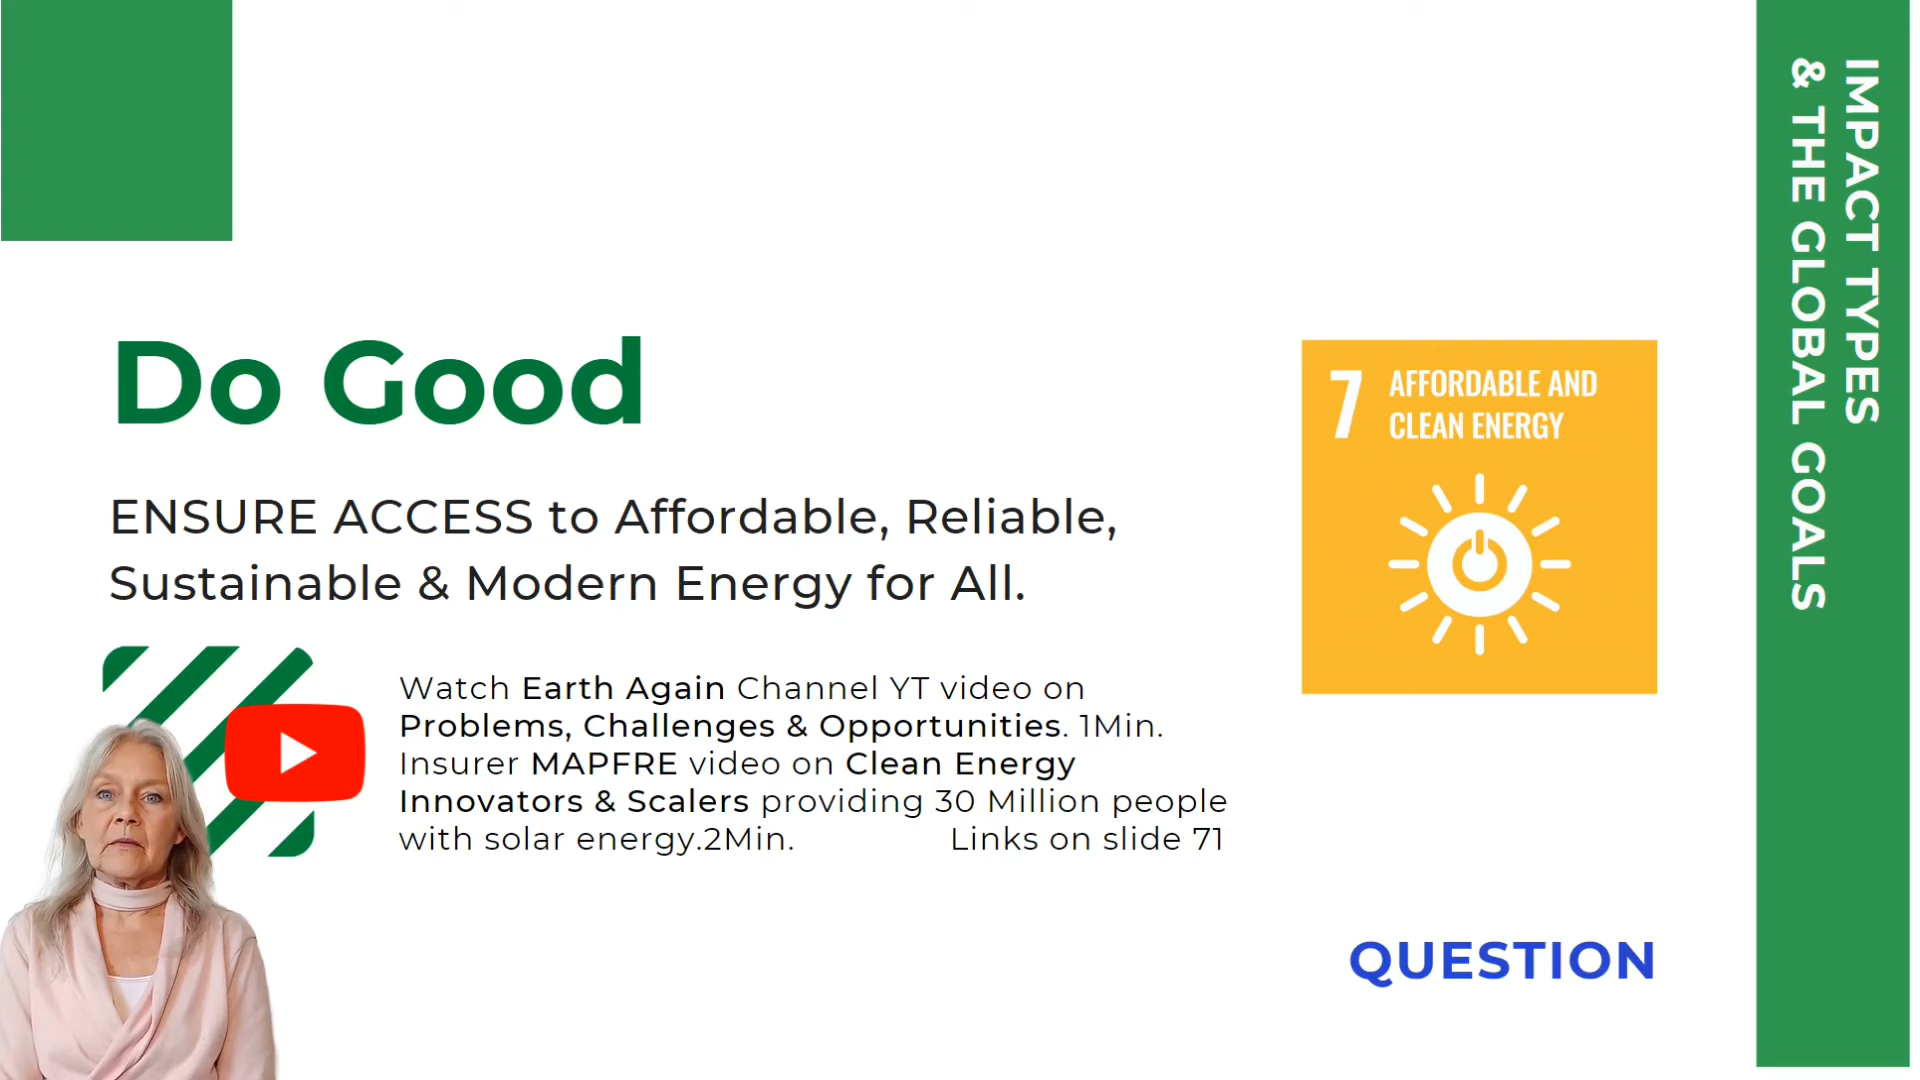 Do Good
ENSURE ACCESS to Affordable, Reliable,
Sustainable & Modern Energy for All.
Watch Earth Again Channel YT video on
Problems, Challenges & Opportunities. 1Min.
Insurer MAPFRE video on Clean Energy
Innovators & Scalers providing 30 Million people
with solar energy.2Min. Links on slide 71
7 AFFORDABLE AND
CLEAN ENERGY
QUESTION
IMPACT TYPES
& THE GLOBAL GOALS